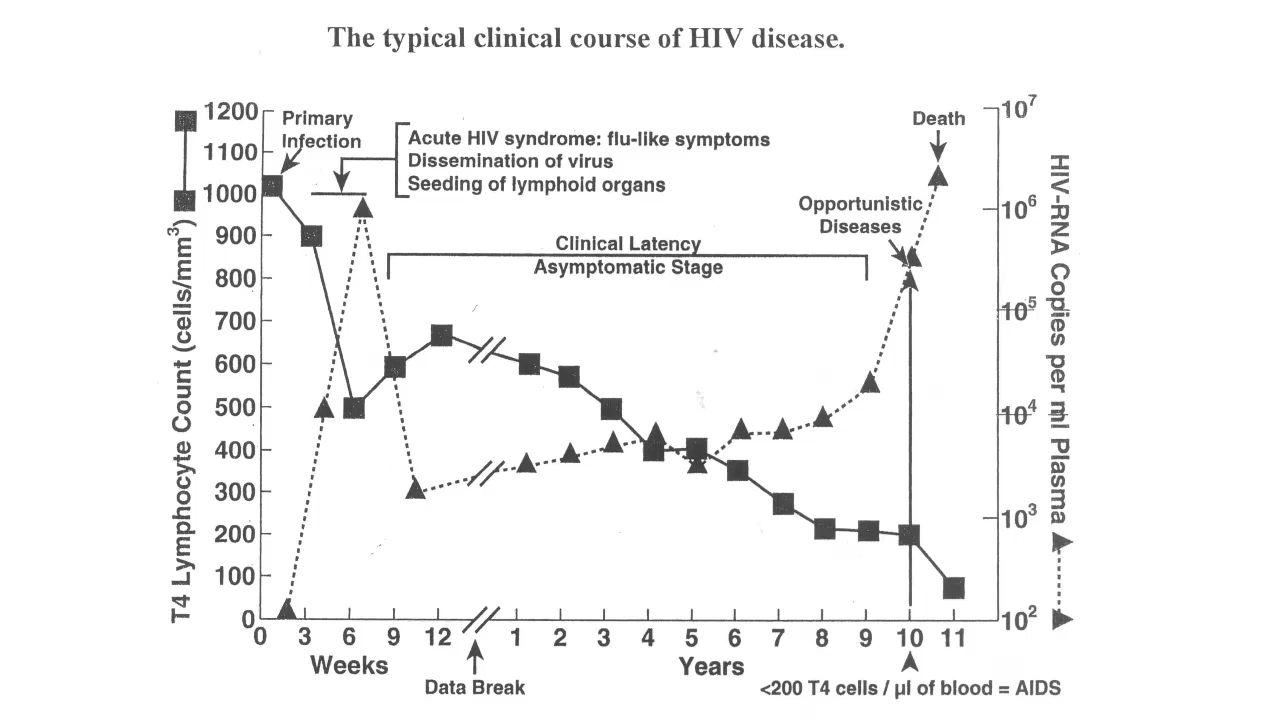 The typical clinical course of HIV disease.
T4 Lymphocyte Count (cells/mm³)
1200
1100
1000
900
800
700
600
500
400
300
200
100
0
Primary
Infection
Acute HIV syndrome: flu-like symptoms
Dissemination of virus
Seeding of lymphoid organs
Clinical Latency
Asymptomatic Stage
Opportunistic
Diseases
Death
10⁷
10⁶
10⁵
10⁴
10³
10²
HIV-RNA Copies per ml Plasma
0 3 6 9 12 1 2 3 4 5 6 7 8 9 10 11
Weeks Years
Data Break
<200 T4 cells / µl of blood = AIDS